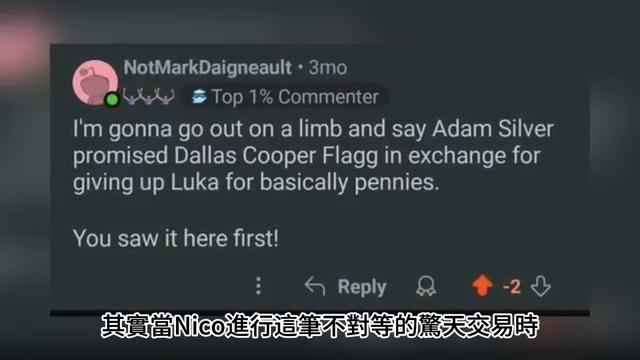 NotMarkDaigneault • 3mo
Top 1% Commenter
I'm gonna go out on a limb and say Adam Silver
promised Dallas Cooper Flagg in exchange for
giving up Luka for basically pennies.
You saw it here first!
Reply -2
其實當Nico進行這筆不對等的驚天交易時